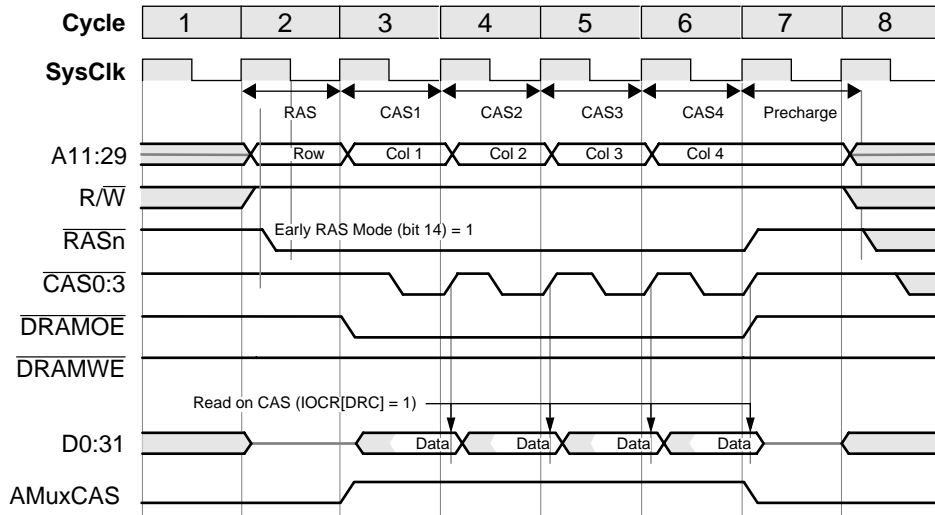 Cycle 1 2 3 4 5 6 7 8
SysClk
RAS CAS1 CAS2 CAS3 CAS4 Precharge
A11:29 Row Col 1 Col 2 Col 3 Col 4
R/W
RASn Early RAS Mode (bit 14) = 1
CAS0:3
DRAMOE
DRAMWE
Read on CAS (IOCR[DRC] = 1)
D0:31 Data Data Data Data
AMuxCAS